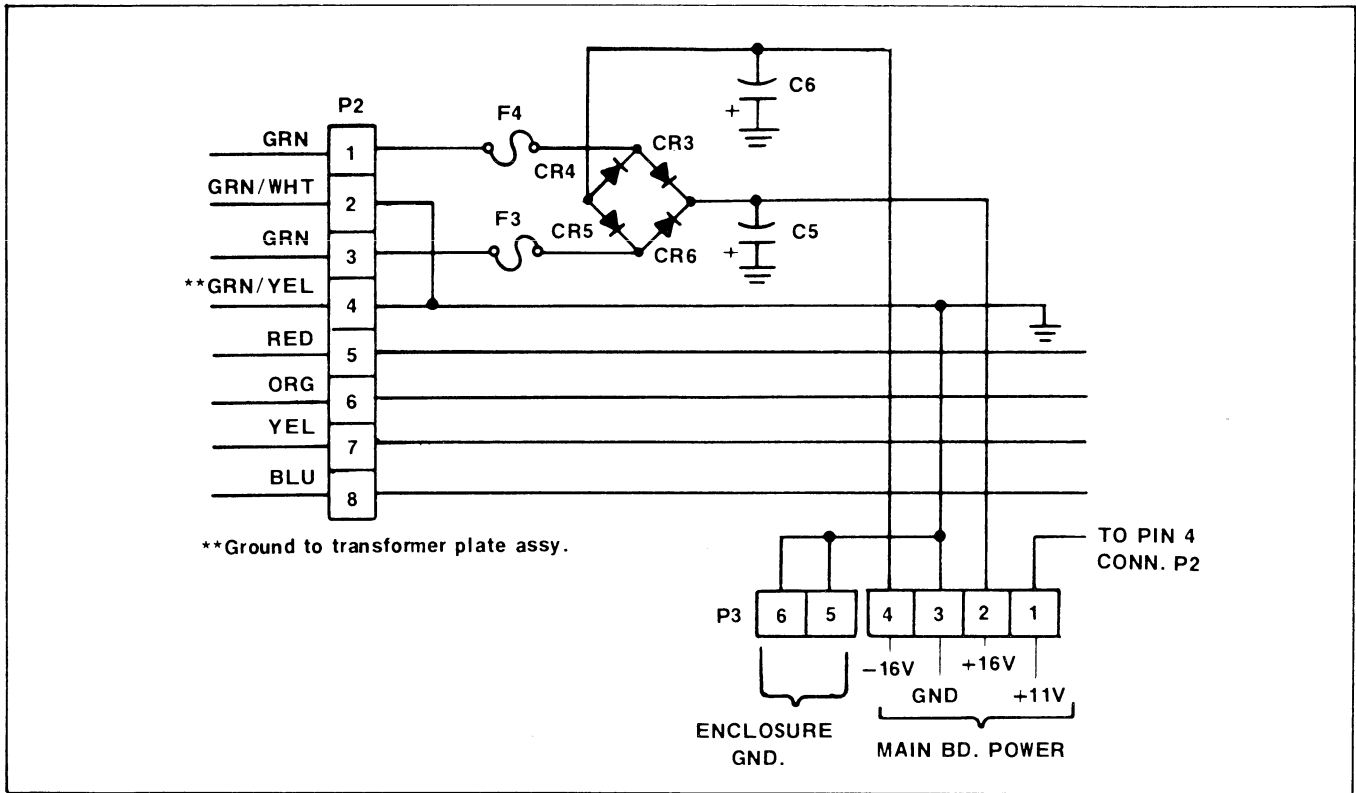 P2
GRN 1
GRN/WHT 2
GRN 3
**GRN/YEL 4
RED 5
ORG 6
YEL 7
BLU 8
F4
F3
CR4
CR3
CR5
CR6
C6
+
C5
+
**Ground to transformer plate assy.
TO PIN 4
CONN. P2
P3 6 5 4 3 2 1
-16V
GND
+16V
+11V
ENCLOSURE
GND.
MAIN BD. POWER